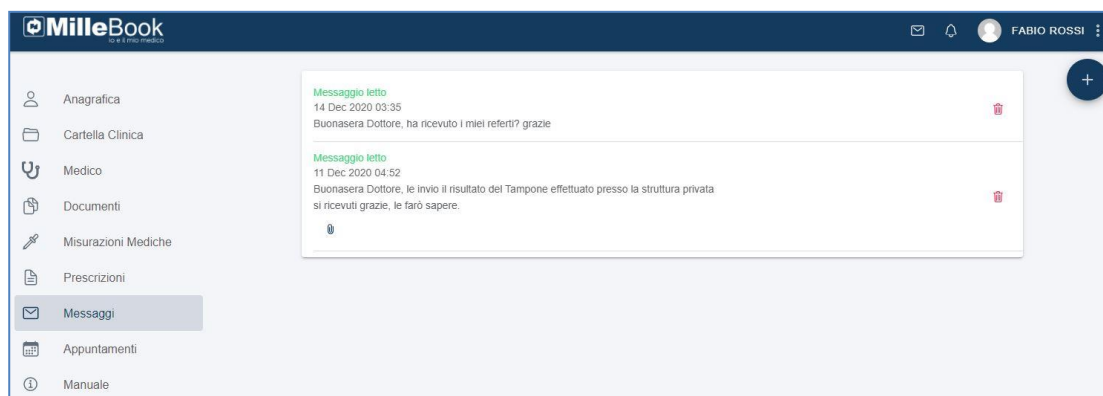 MilleBook
io e il mio medico
FABIO ROSSI
Anagrafica
Cartella Clinica
Medico
Documenti
Misurazioni Mediche
Prescrizioni
Messaggi
Appuntamenti
Manuale
Messaggio letto
14 Dec 2020 03:35
Buonasera Dottore, ha ricevuto i miei referti? grazie
Messaggio letto
11 Dec 2020 04:52
Buonasera Dottore, le invio il risultato del Tampone effettuato presso la struttura privata
si ricevuti grazie, le farò sapere.